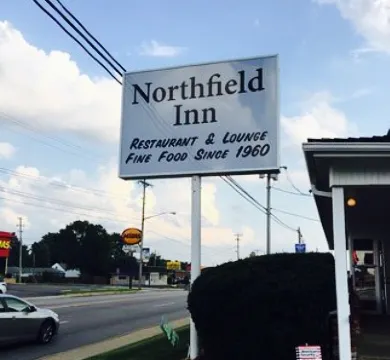 Northfield
Inn
RESTAURANT & LOUNGE
FINE FOOD SINCE 1960